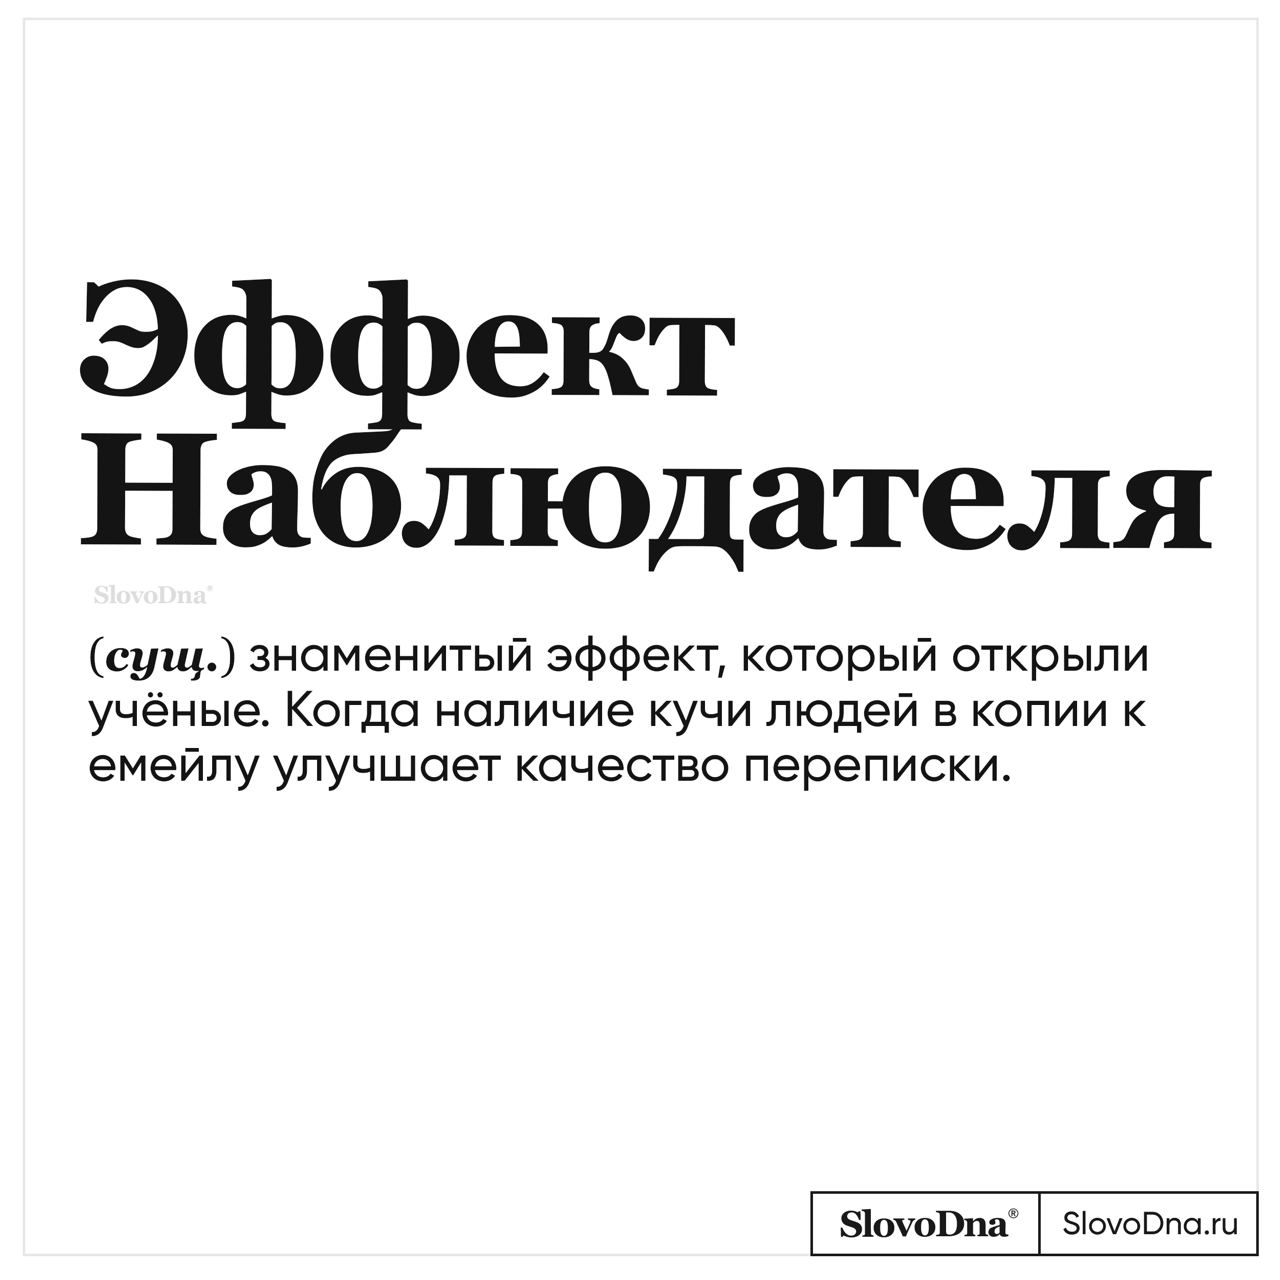 Эффект
Наблюдателя
SlovoDna®
(сущ.) знаменитый эффект, который открыли
учёные. Когда наличие кучи людей в копии к
емейлу улучшает качество переписки.
SlovoDna® SlovoDna.ru